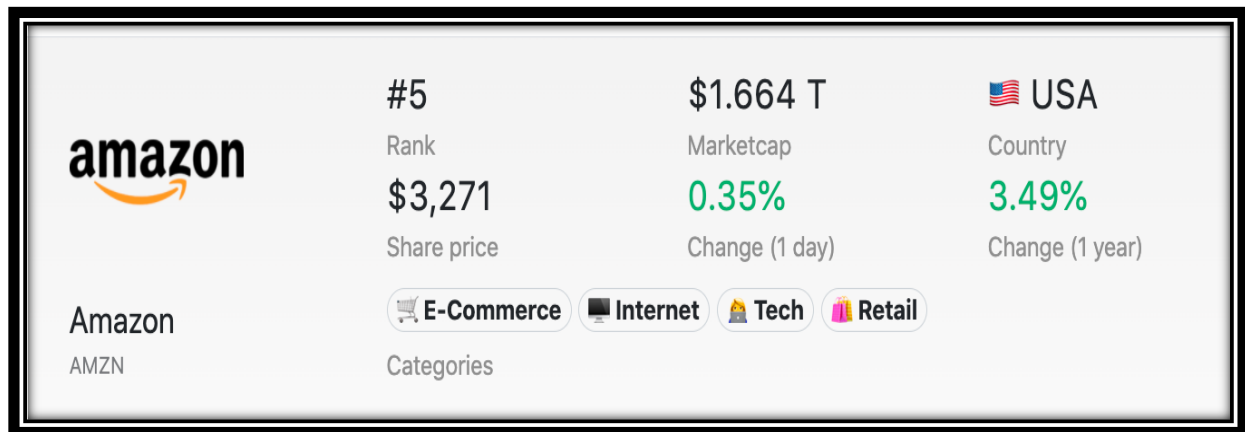 #5 $1.664 T USA
amazon
Rank Marketcap Country
$3,271 0.35% 3.49%
Share price Change (1 day) Change (1 year)
Amazon
E-Commerce Internet Tech Retail
AMZN
Categories